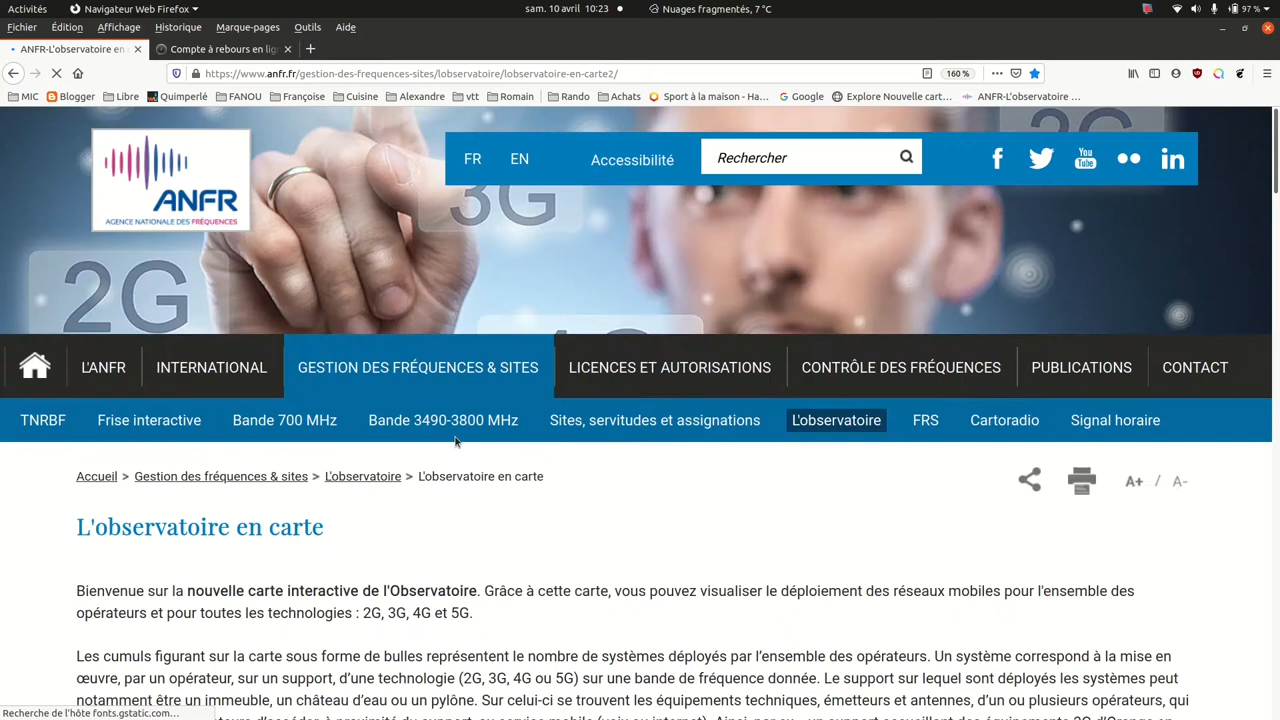 Activités Navigateur Web Firefox sam. 10 avril 10:23 Nuages fragmentés, 7 °C 97 %
Fichier Édition Affichage Historique Marque-pages Outils Aide
ANFR-L'observatoire en Compte à rebours en lig
https://www.anfr.fr/gestion-des-frequences-sites/lobservatoire/lobservatoire-en-carte2/ 160 %
MIC Blogger Libre Quimperlé FANOU Françoise Cuisine Alexandre vtt Romain Rando Achats Sport à la maison - Ha... Google Explore Nouvelle cart... ANFR-L'observatoire ...
2G
FR EN Accessibilité Rechercher You Tube in
ANFR
AGENCE NATIONALE DES FRÉQUENCES
3G
2G
L'ANFR INTERNATIONAL GESTION DES FRÉQUENCES & SITES LICENCES ET AUTORISATIONS CONTRÔLE DES FRÉQUENCES PUBLICATIONS CONTACT
TNRBF Frise interactive Bande 700 MHz Bande 3490-3800 MHz Sites, servitudes et assignations L'observatoire FRS Cartoradio Signal horaire
Accueil > Gestion des fréquences & sites > L'observatoire > L'observatoire en carte A+ / A-
L'observatoire en carte
Bienvenue sur la nouvelle carte interactive de l'Observatoire. Grâce à cette carte, vous pouvez visualiser le déploiement des réseaux mobiles pour l'ensemble des
opérateurs et pour toutes les technologies : 2G, 3G, 4G et 5G.
Les cumuls figurant sur la carte sous forme de bulles représentent le nombre de systèmes déployés par l'ensemble des opérateurs. Un système correspond à la mise en
œuvre, par un opérateur, sur un support, d'une technologie (2G, 3G, 4G ou 5G) sur une bande de fréquence donnée. Le support sur lequel sont déployés les systèmes peut
notamment être un immeuble, un château d'eau ou un pylône. Sur celui-ci se trouvent les équipements techniques, émetteurs et antennes, d'un ou plusieurs opérateurs, qui
Recherche de l'hôte fonts.gstatic.com...